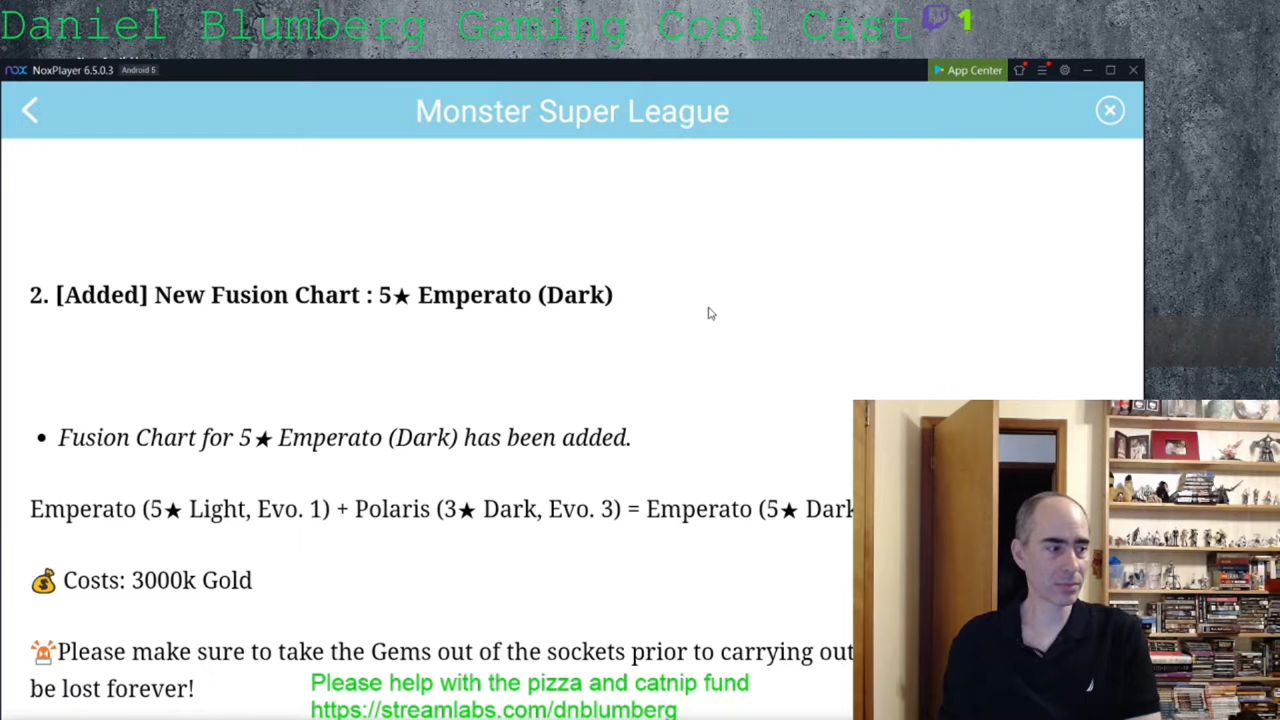 Daniel Blumberg Gaming Cool Cast 1
nox NoxPlayer 6.5.0.3 Android 5 App Center
Monster Super League
2. [Added] New Fusion Chart : 5★ Emperato (Dark)
• Fusion Chart for 5★ Emperato (Dark) has been added.
Emperato (5★ Light, Evo. 1) + Polaris (3★ Dark, Evo. 3) = Emperato (5★ Dark
💰 Costs: 3000k Gold
🚨Please make sure to take the Gems out of the sockets prior to carrying out
be lost forever!
Please help with the pizza and catnip fund
https://streamlabs.com/dnblumberg